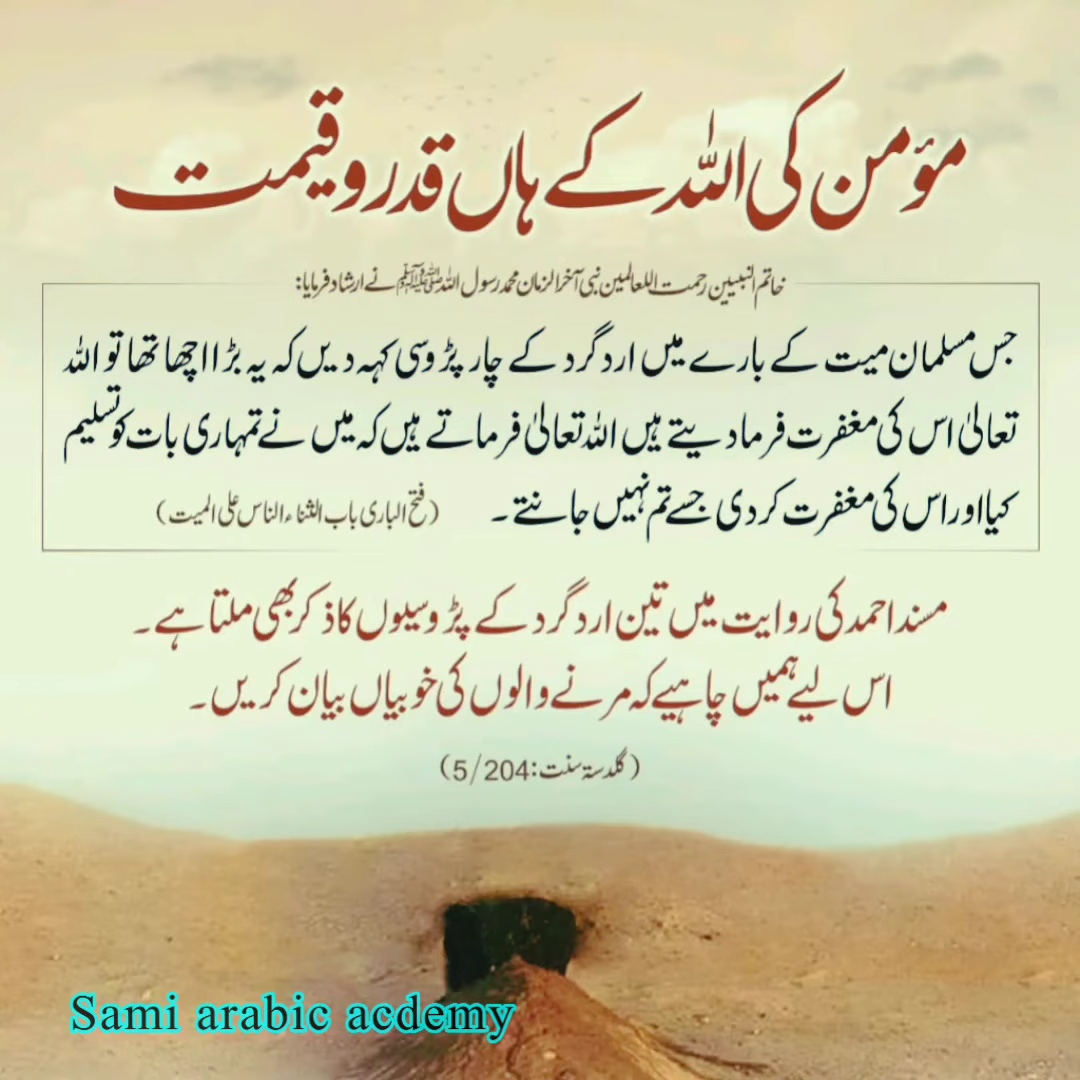 مؤمن کی اللہ کے ہاں قدر و قیمت
خاتم النبیین رحمت اللعالمین نبی آخر الزمان محمد رسول اللہ ﷺ نے ارشاد فرمایا:
جس مسلمان میت کے بارے میں ارد گرد کے چار پڑوسی کہہ دیں کہ یہ بڑا اچھا تھا تو اللہ
تعالیٰ اس کی مغفرت فرما دیتے ہیں اللہ تعالیٰ فرماتے ہیں کہ میں نے تمہاری بات کو تسلیم
کیا اور اس کی مغفرت کر دی جسے تم نہیں جانتے۔ (فتح الباری باب الثناء الناس علی المیت)
مسند احمد کی روایت میں تین ارد گرد کے پڑوسیوں کا ذکر بھی ملتا ہے۔
اس لیے ہمیں چاہیے کہ مرنے والوں کی خوبیاں بیان کریں۔
(گلدستۂ سنت: 5/204)
Sami arabic acdemy